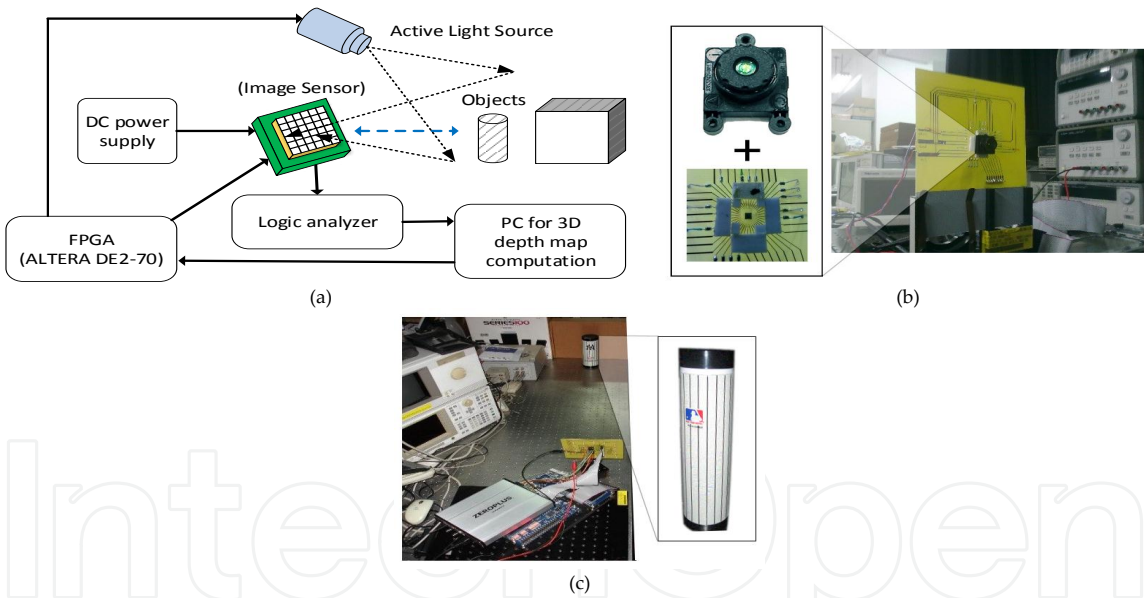 (a)
Active Light Source
(Image Sensor)
Objects
DC power
supply
Logic analyzer
FPGA
(ALTERA DE2-70)
PC for 3D
depth map
computation
(a)
+
(b)
SERIES100
ZEROPLUS
(c)
IntechOpen